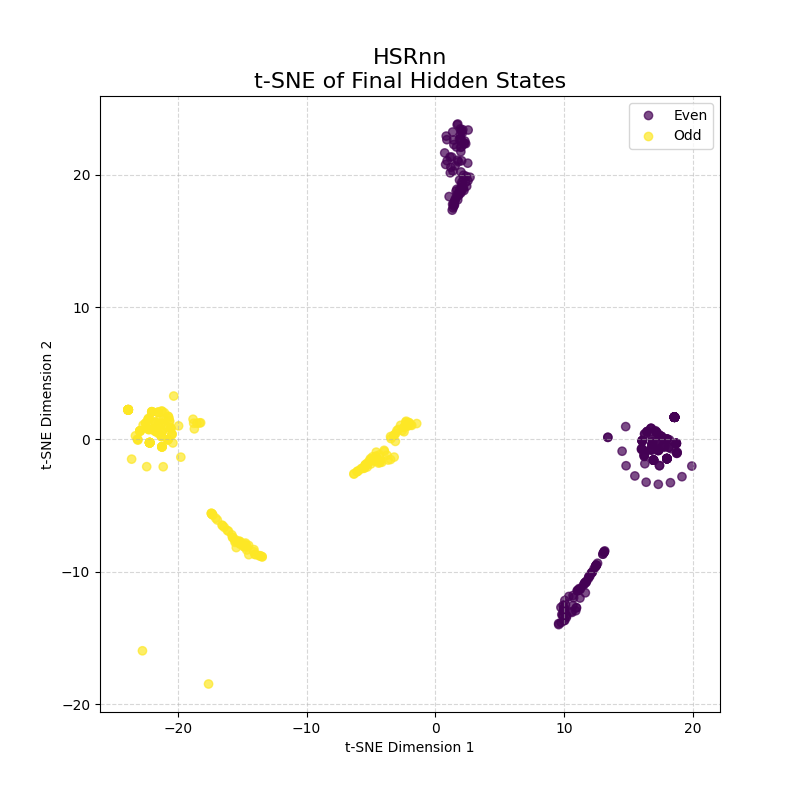 HSRnn
t-SNE of Final Hidden States
Even
Odd
20
10
0
−10
−20
t-SNE Dimension 2
−20 −10 0 10 20
t-SNE Dimension 1